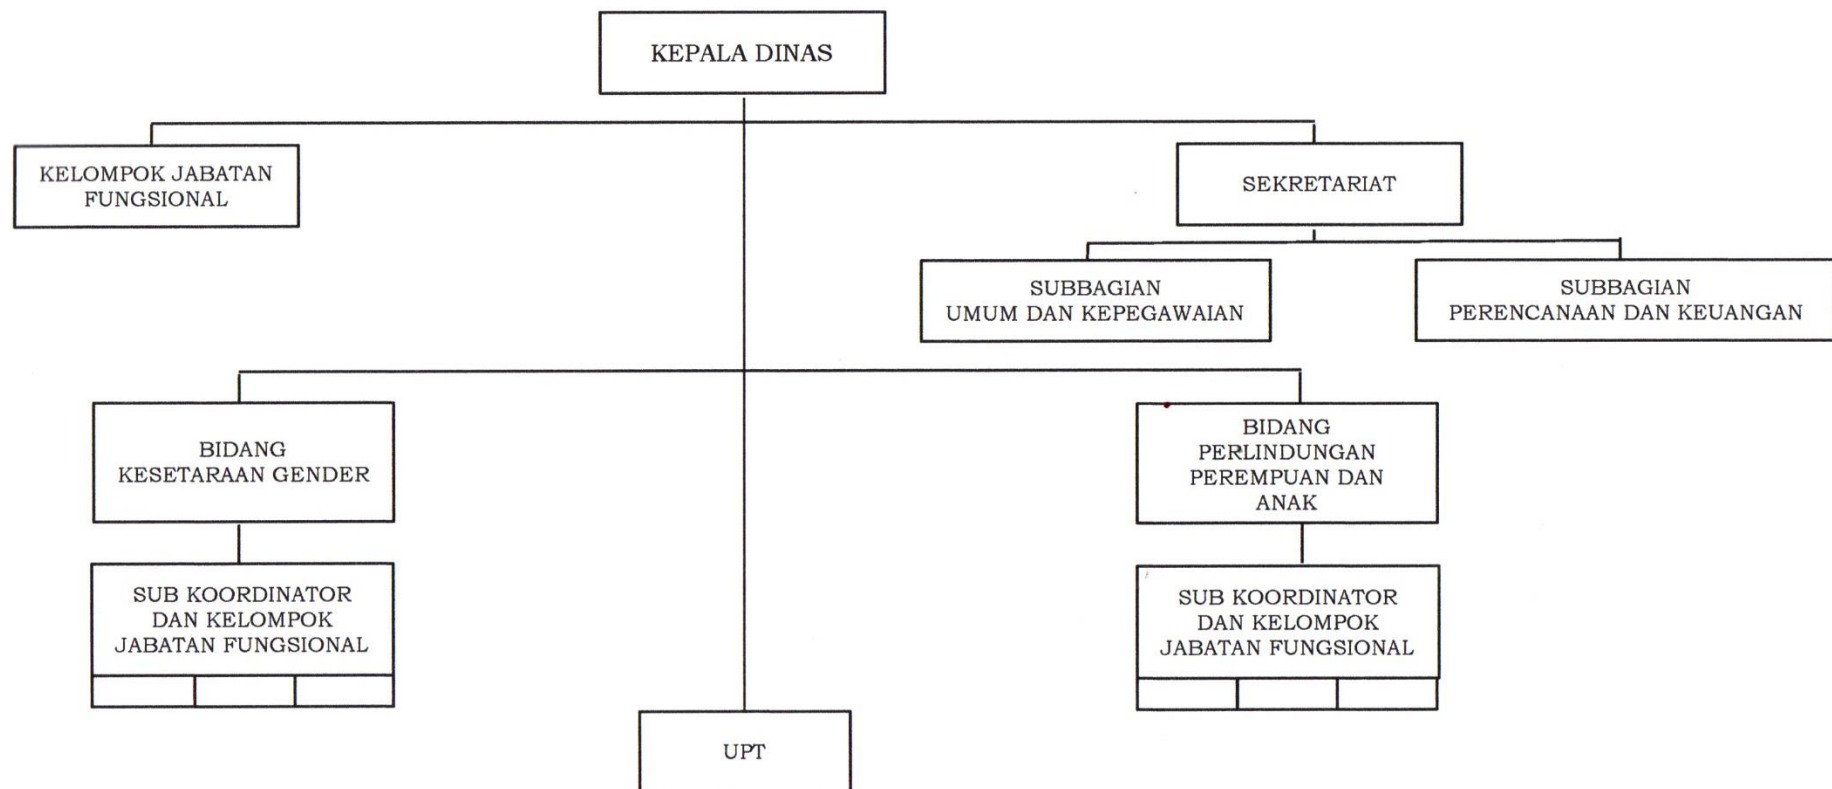 KEPALA DINAS
KELOMPOK JABATAN
FUNGSIONAL
SEKRETARIAT
SUBBAGIAN
UMUM DAN KEPEGAWAIAN
SUBBAGIAN
PERENCANAAN DAN KEUANGAN
BIDANG
KESETARAAN GENDER
BIDANG
PERLINDUNGAN
PEREMPUAN DAN
ANAK
SUB KOORDINATOR
DAN KELOMPOK
JABATAN FUNGSIONAL
SUB KOORDINATOR
DAN KELOMPOK
JABATAN FUNGSIONAL
UPT